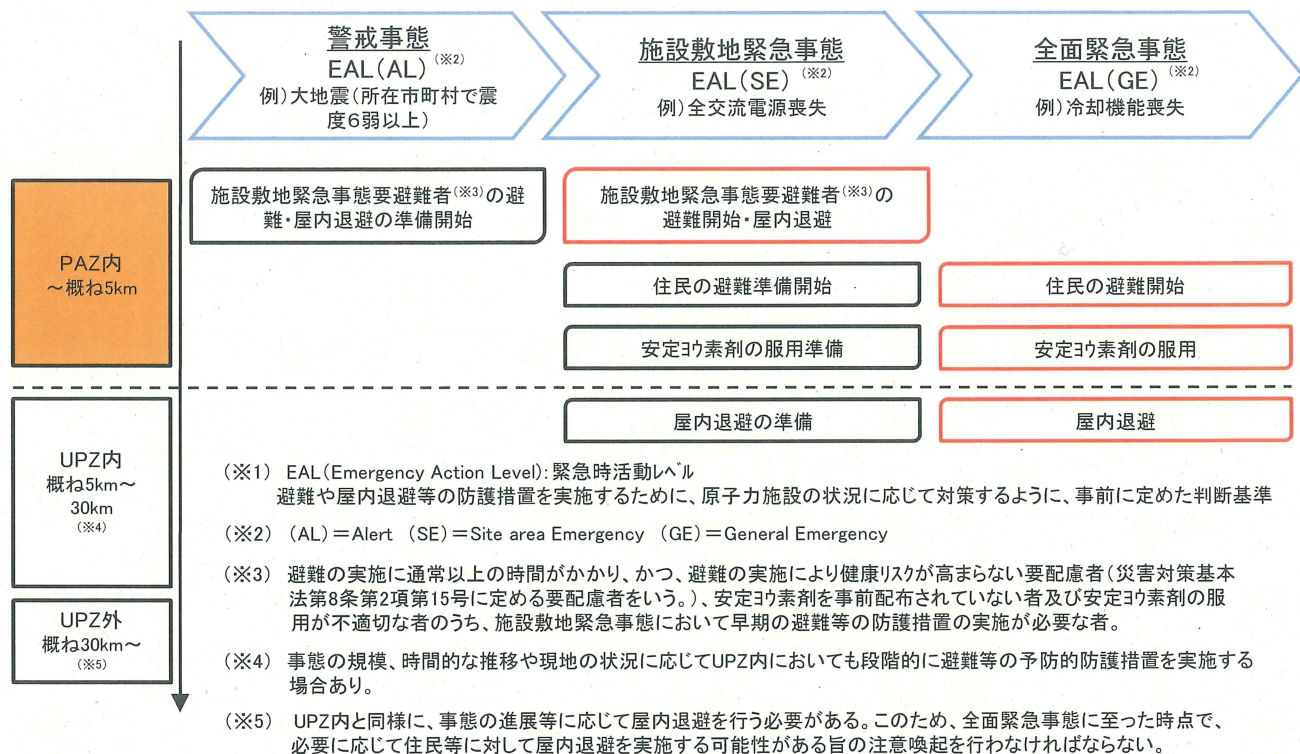 警戒事態
EAL(AL)(※2)
例)大地震(所在市町村で震
度6弱以上)
施設敷地緊急事態
EAL(SE)(※2)
例)全交流電源喪失
全面緊急事態
EAL(GE)(※2)
例)冷却機能喪失
PAZ内
～概ね5km
施設敷地緊急事態要避難者(※3)の避
難・屋内退避の準備開始
施設敷地緊急事態要避難者(※3)の
避難開始・屋内退避
住民の避難準備開始
住民の避難開始
安定ヨウ素剤の服用準備
安定ヨウ素剤の服用
UPZ内
概ね5km～
30km
(※4)
屋内退避の準備
屋内退避
UPZ外
概ね30km～
(※5)
(※1) EAL(Emergency Action Level):緊急時活動レベル
避難や屋内退避等の防護措置を実施するために、原子力施設の状況に応じて対策するように、事前に定めた判断基準
(※2) (AL)=Alert (SE)=Site area Emergency (GE)=General Emergency
(※3) 避難の実施に通常以上の時間がかかり、かつ、避難の実施により健康リスクが高まらない要配慮者(災害対策基本
法第8条第2項第15号に定める要配慮者をいう。)、安定ヨウ素剤を事前配布されていない者及び安定ヨウ素剤の服
用が不適切な者のうち、施設敷地緊急事態において早期の避難等の防護措置の実施が必要な者。
(※4) 事態の規模、時間的な推移や現地の状況に応じてUPZ内においても段階的に避難等の予防的防護措置を実施する
場合あり。
(※5) UPZ内と同様に、事態の進展等に応じて屋内退避を行う必要がある。このため、全面緊急事態に至った時点で、
必要に応じて住民等に対して屋内退避を実施する可能性がある旨の注意喚起を行わなければならない。